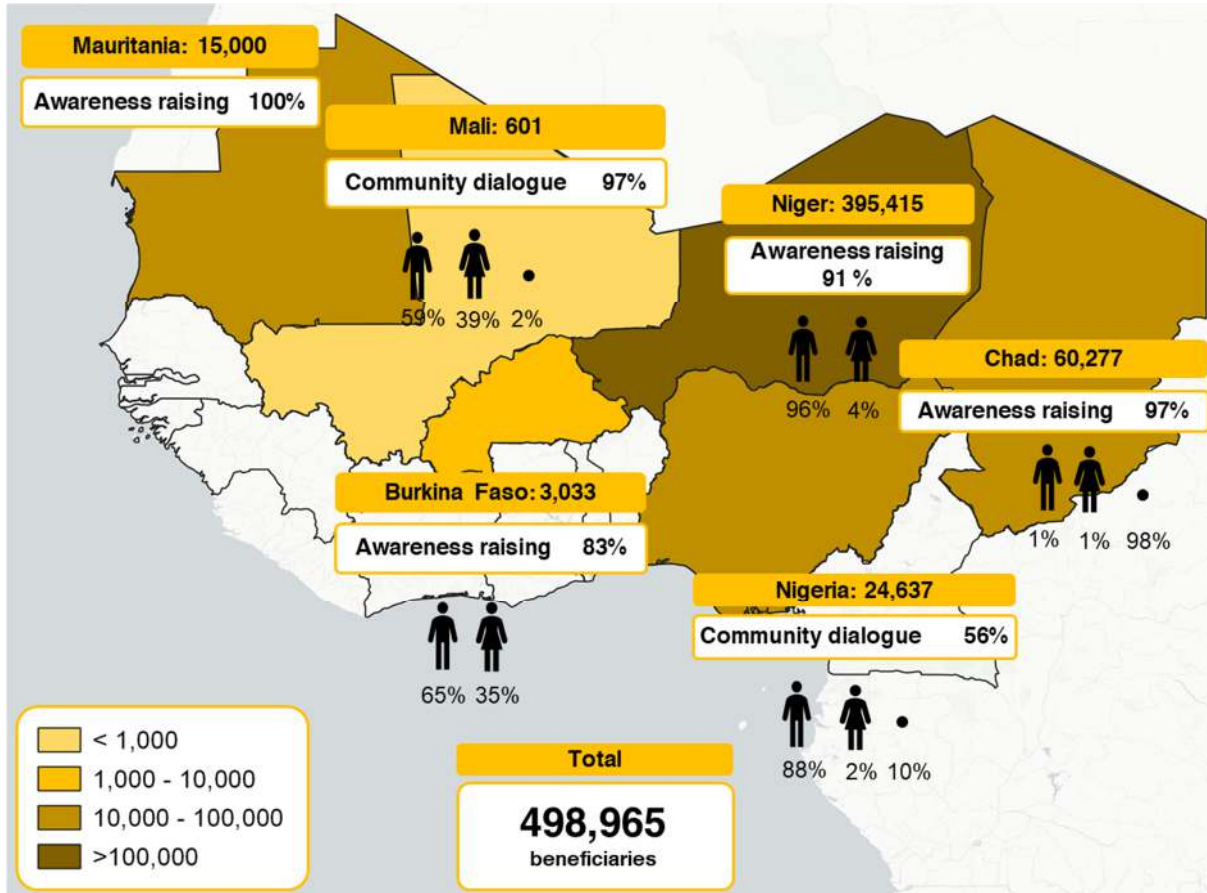 Mauritania: 15,000
Awareness raising 100%
Mali: 601
Community dialogue 97%
59% 39% 2%
Niger: 395,415
Awareness raising
91 %
96% 4%
Chad: 60,277
Awareness raising 97%
1% 1% 98%
Burkina Faso: 3,033
Awareness raising 83%
65% 35%
Nigeria: 24,637
Community dialogue 56%
88% 2% 10%
< 1,000
1,000 - 10,000
10,000 - 100,000
>100,000
Total
498,965
beneficiaries